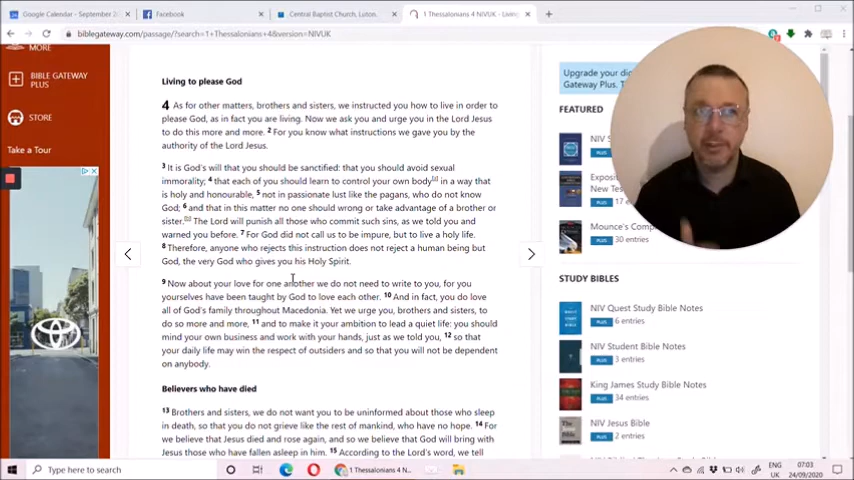 Google Calendar - September 2
Facebook
Central Baptist Church, Luton.
1 Thessalonians 4 NIVUK - Livin
biblegateway.com/passage/?search=1+Thessalonians+4&version=NIVUK
MORE
BIBLE GATEWAY
PLUS
STORE
Take a Tour
Living to please God
4 As for other matters, brothers and sisters, we instructed you how to live in order to
please God, as in fact you are living. Now we ask you and urge you in the Lord Jesus
to do this more and more. 2 For you know what instructions we gave you by the
authority of the Lord Jesus.
3 It is God's will that you should be sanctified: that you should avoid sexual
immorality; 4 that each of you should learn to control your own body[a] in a way that
is holy and honourable, 5 not in passionate lust like the pagans, who do not know
God; 6 and that in this matter no one should wrong or take advantage of a brother or
sister.[b] The Lord will punish all those who commit such sins, as we told you and
warned you before. 7 For God did not call us to be impure, but to live a holy life.
8 Therefore, anyone who rejects this instruction does not reject a human being but
God, the very God who gives you his Holy Spirit.
9 Now about your love for one another we do not need to write to you, for you
yourselves have been taught by God to love each other. 10 And in fact, you do love
all of God's family throughout Macedonia. Yet we urge you, brothers and sisters, to
do so more and more, 11 and to make it your ambition to lead a quiet life: you should
mind your own business and work with your hands, just as we told you, 12 so that
your daily life may win the respect of outsiders and so that you will not be dependent
on anybody.
Believers who have died
13 Brothers and sisters, we do not want you to be uninformed about those who sleep
in death, so that you do not grieve like the rest of mankind, who have no hope. 14 For
we believe that Jesus died and rose again, and so we believe that God will bring with
Jesus those who have fallen asleep in him. 15 According to the Lord's word, we tell
Upgrade your di
Gateway Plus.
FEATURED
NIV S
PLUS
Expos
New Test
PLUS 17 e
Mounce's Comp
PLUS 30 entries
STUDY BIBLES
NIV Quest Study Bible Notes
PLUS 6 entries
NIV Student Bible Notes
PLUS 3 entries
King James Study Bible Notes
PLUS 34 entries
NIV Jesus Bible
PLUS 2 entries
Type here to search
1 Thessalonians 4 N...
ENG
UK
07:03
24/09/2020